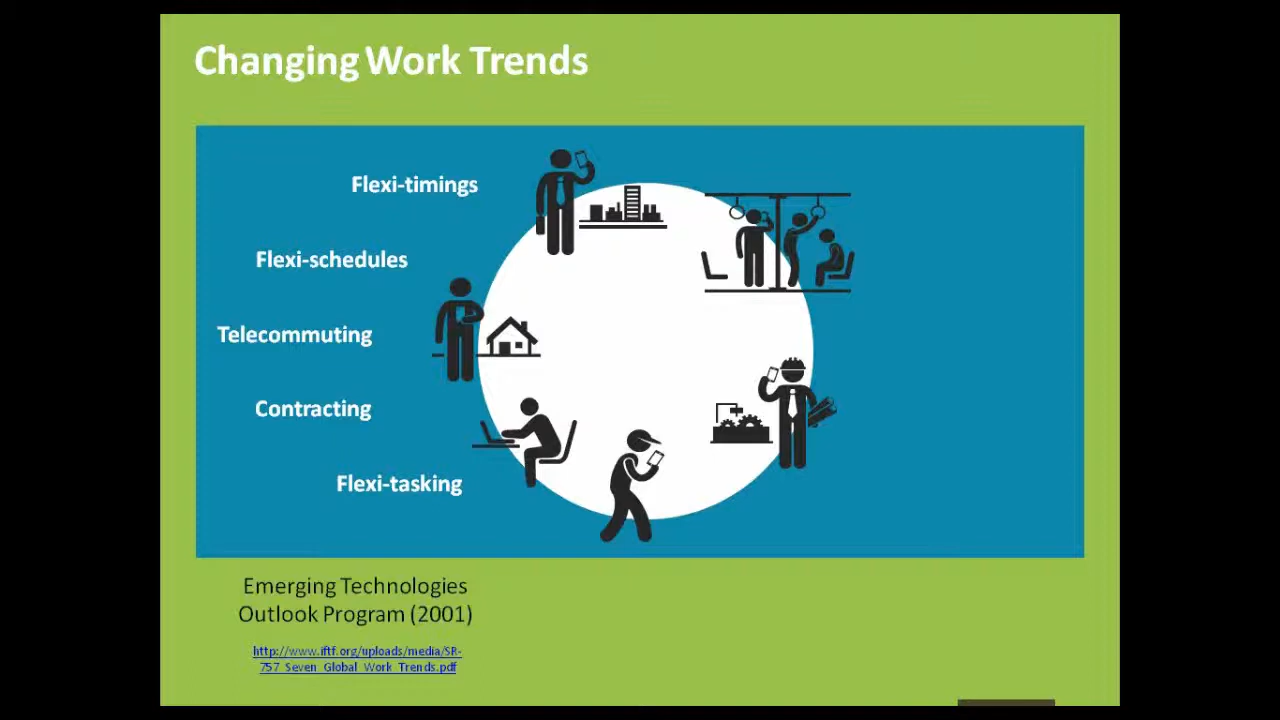 Changing Work Trends
Flexi-timings
Flexi-schedules
Telecommuting
Contracting
Flexi-tasking
Emerging Technologies
Outlook Program (2001)
http://www.iftf.org/uploads/media/SR-
757_Seven_Global_Work_Trends.pdf